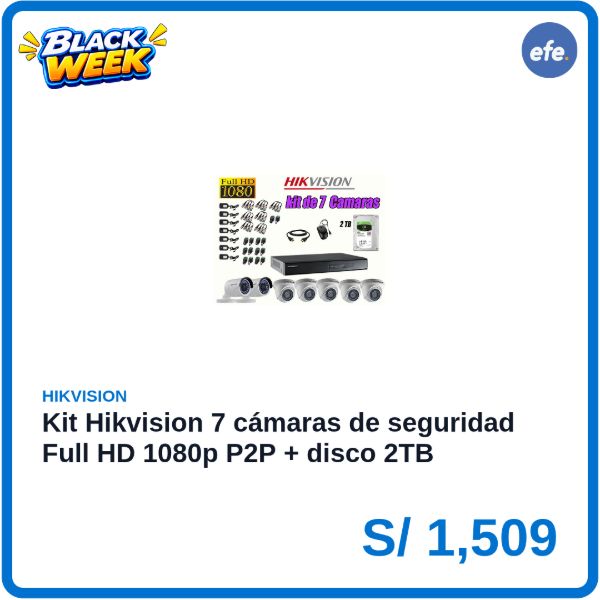 BLACK
WEEK
efe.
Full HD
1080
HIKVISION
kit de 7 Camaras
2 TB
HIKVISION
Kit Hikvision 7 cámaras de seguridad
Full HD 1080p P2P + disco 2TB
S/ 1,509